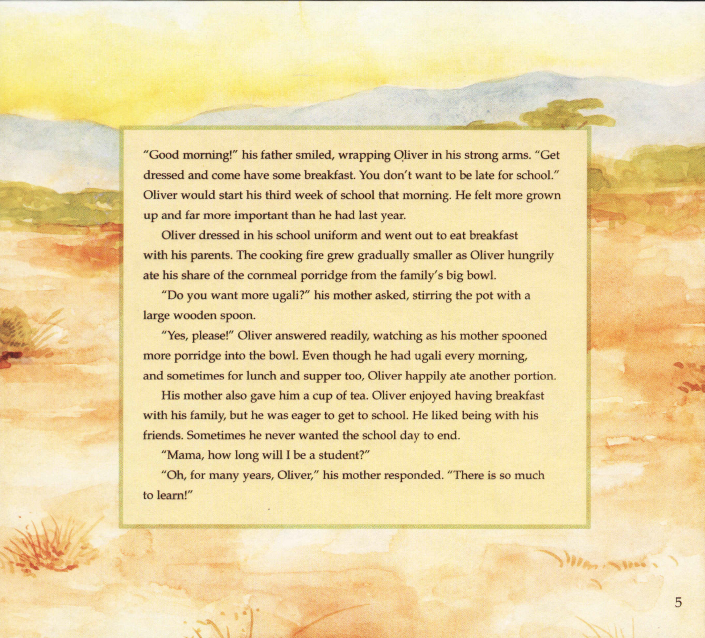 “Good morning!” his father smiled, wrapping Oliver in his strong arms. “Get
dressed and come have some breakfast. You don’t want to be late for school.”
Oliver would start his third week of school that morning. He felt more grown
up and far more important than he had last year.
Oliver dressed in his school uniform and went out to eat breakfast
with his parents. The cooking fire grew gradually smaller as Oliver hungrily
ate his share of the cornmeal porridge from the family’s big bowl.
“Do you want more ugali?” his mother asked, stirring the pot with a
large wooden spoon.
“Yes, please!” Oliver answered readily, watching as his mother spooned
more porridge into the bowl. Even though he had ugali every morning,
and sometimes for lunch and supper too, Oliver happily ate another portion.
His mother also gave him a cup of tea. Oliver enjoyed having breakfast
with his family, but he was eager to get to school. He liked being with his
friends. Sometimes he never wanted the school day to end.
“Mama, how long will I be a student?”
“Oh, for many years, Oliver,” his mother responded. “There is so much
to learn!”
5